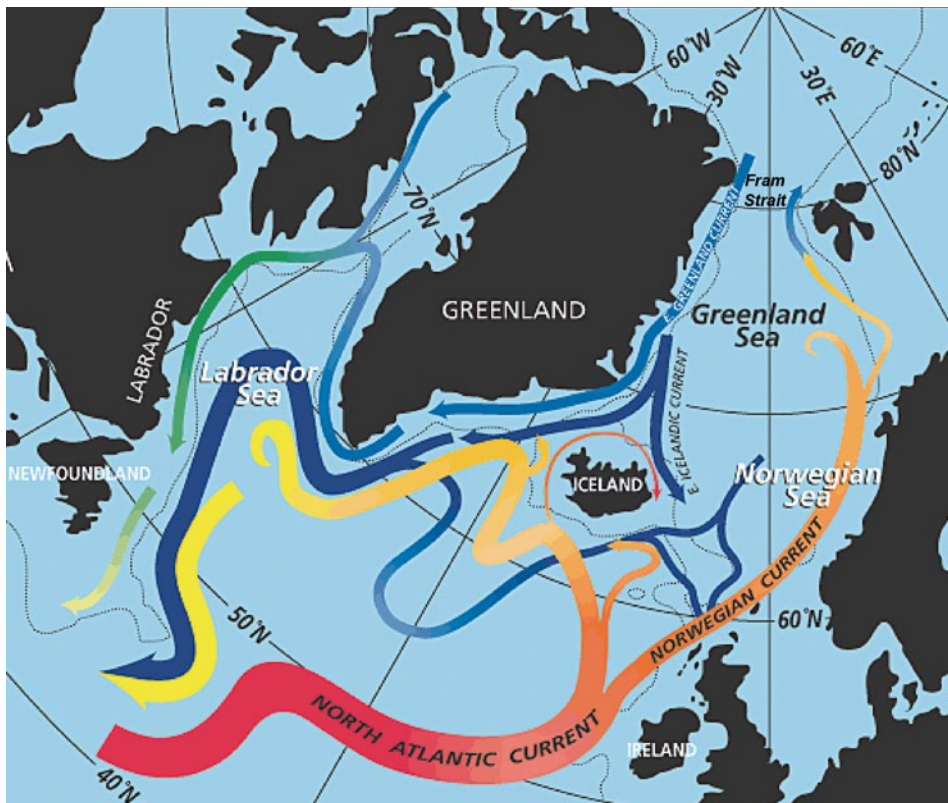 60°W
30°W
30°E
60°E
80°N
Fram
Strait
70°N
E. GREENLAND CURRENT
GREENLAND
Greenland
Sea
LABRADOR
Labrador
Sea
E. ICELANDIC CURRENT
NEWFOUNDLAND
ICELAND
Norwegian
Sea
NORWEGIAN CURRENT
60°N
50°N
NORTH ATLANTIC CURRENT
IRELAND
40°N